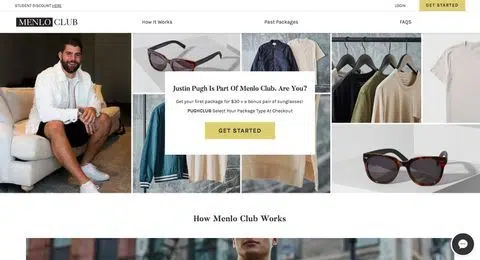 STUDENT DISCOUNT HERE
LOGIN
GET STARTED
MENLO CLUB
How It Works
Past Packages
FAQS
Justin Pugh Is Part Of Menlo Club. Are You?
Get your first package for $30 + a bonus pair of sunglasses!
PUGHCLUB Select Your Package Type At Checkout
GET STARTED
How Menlo Club Works